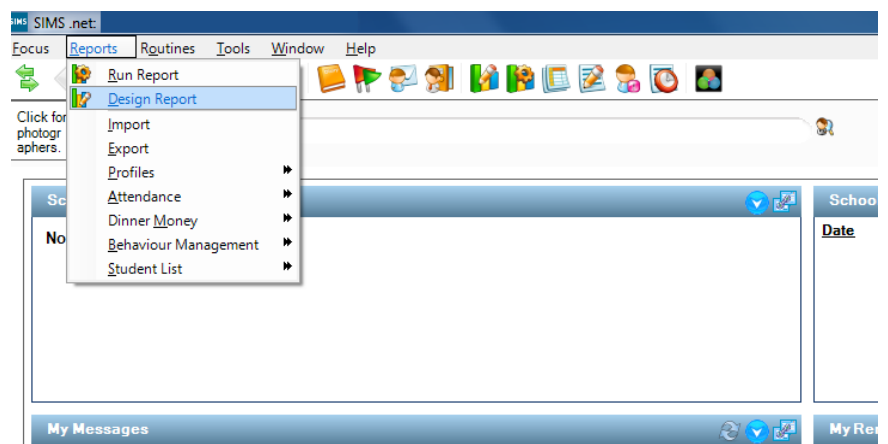 SIMS SIMS .net:
Focus Reports Routines Tools Window Help
Run Report
Design Report
Import
Export
Profiles
Attendance
Dinner Money
Behaviour Management
Student List
Click for
photogr
aphers.
Sc
No
Schoo
Date
My Messages
My Rer